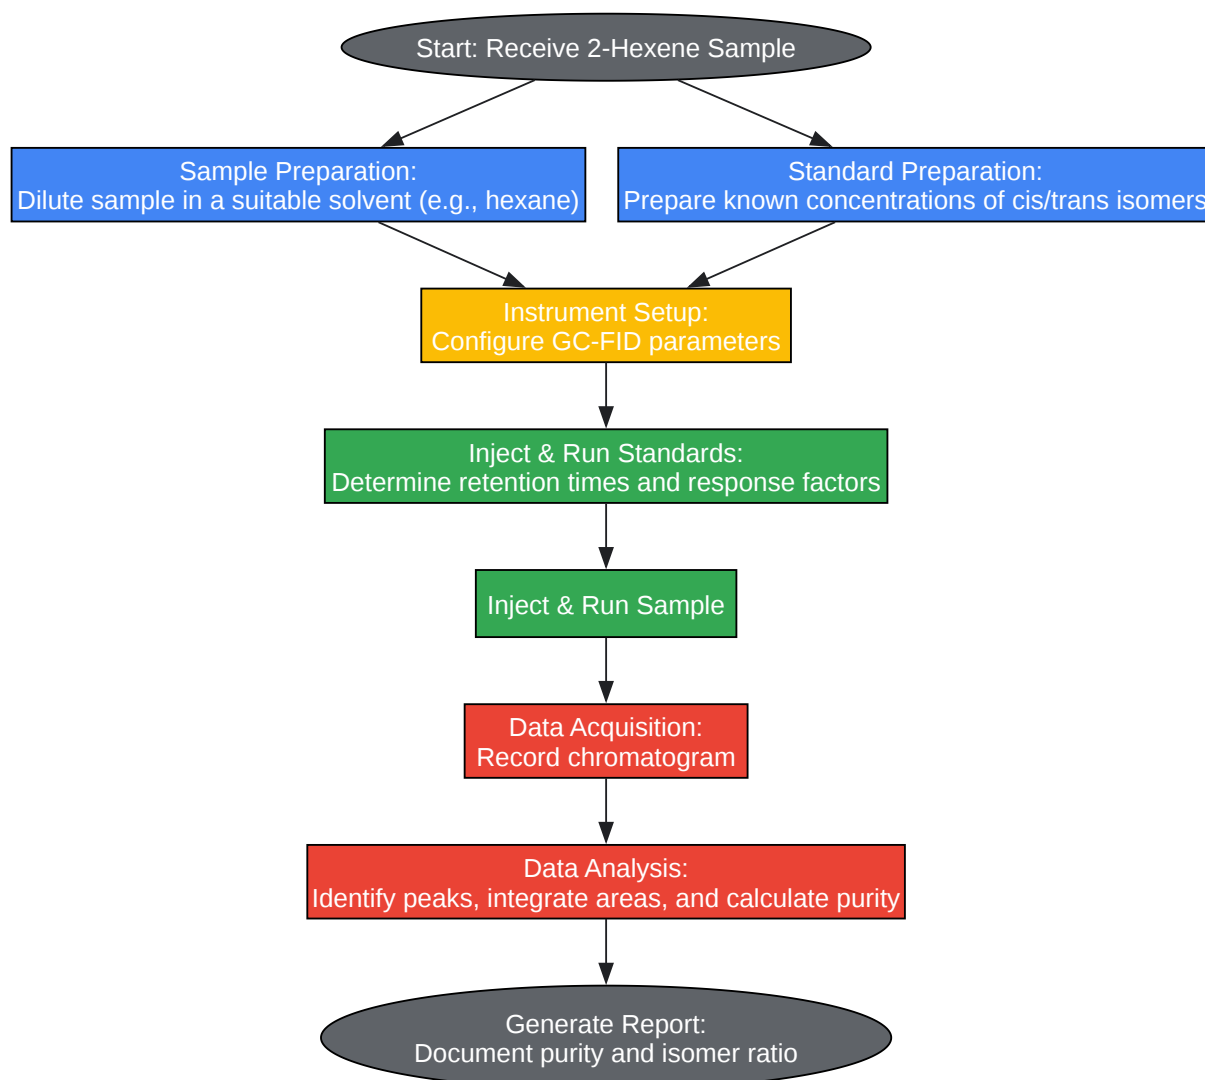 Start: Receive 2-Hexene Sample
Sample Preparation:
Dilute sample in a suitable solvent (e.g., hexane)
Standard Preparation:
Prepare known concentrations of cis/trans isomers
Instrument Setup:
Configure GC-FID parameters
Inject & Run Standards:
Determine retention times and response factors
Inject & Run Sample
Data Acquisition:
Record chromatogram
Data Analysis:
Identify peaks, integrate areas, and calculate purity
Generate Report:
Document purity and isomer ratio